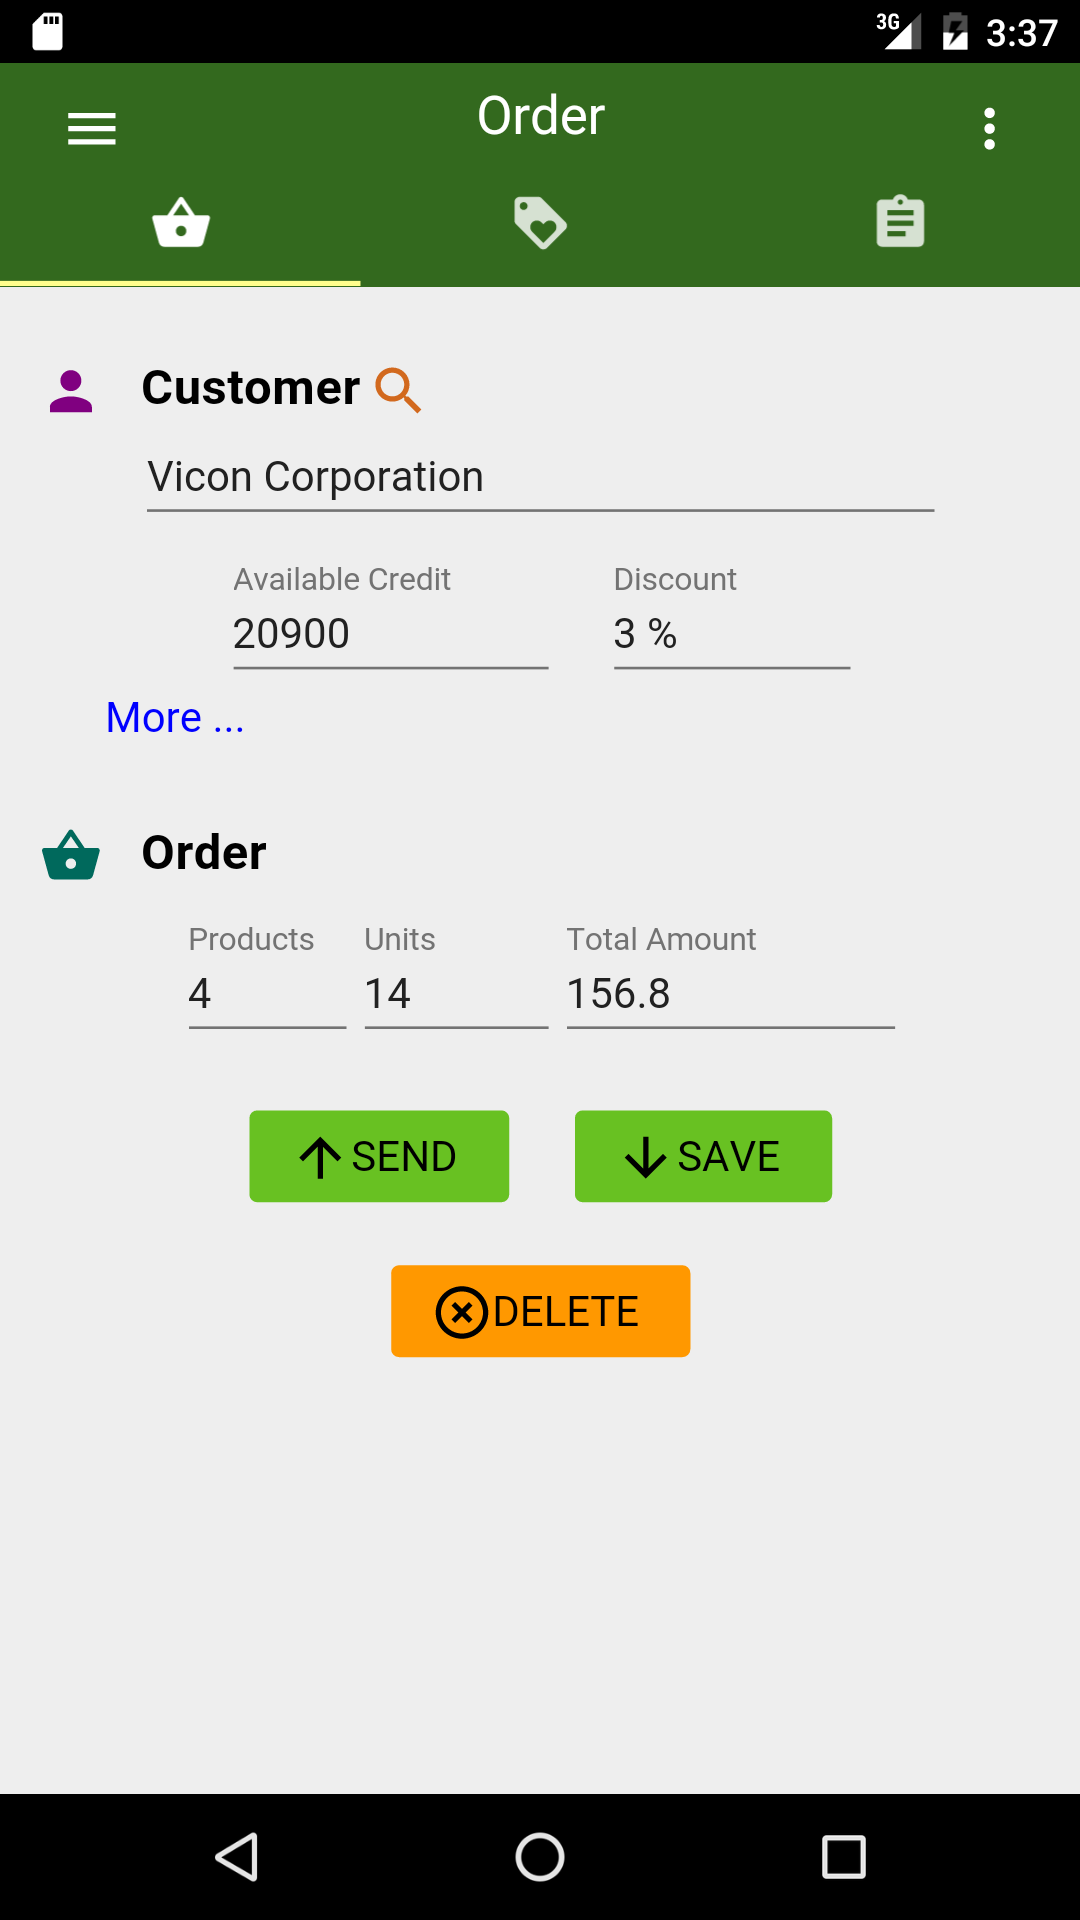 3G 3:37
Order
Customer
Vicon Corporation
Available Credit Discount
20900 3 %
More ...
Order
Products Units Total Amount
4 14 156.8
SEND SAVE
DELETE